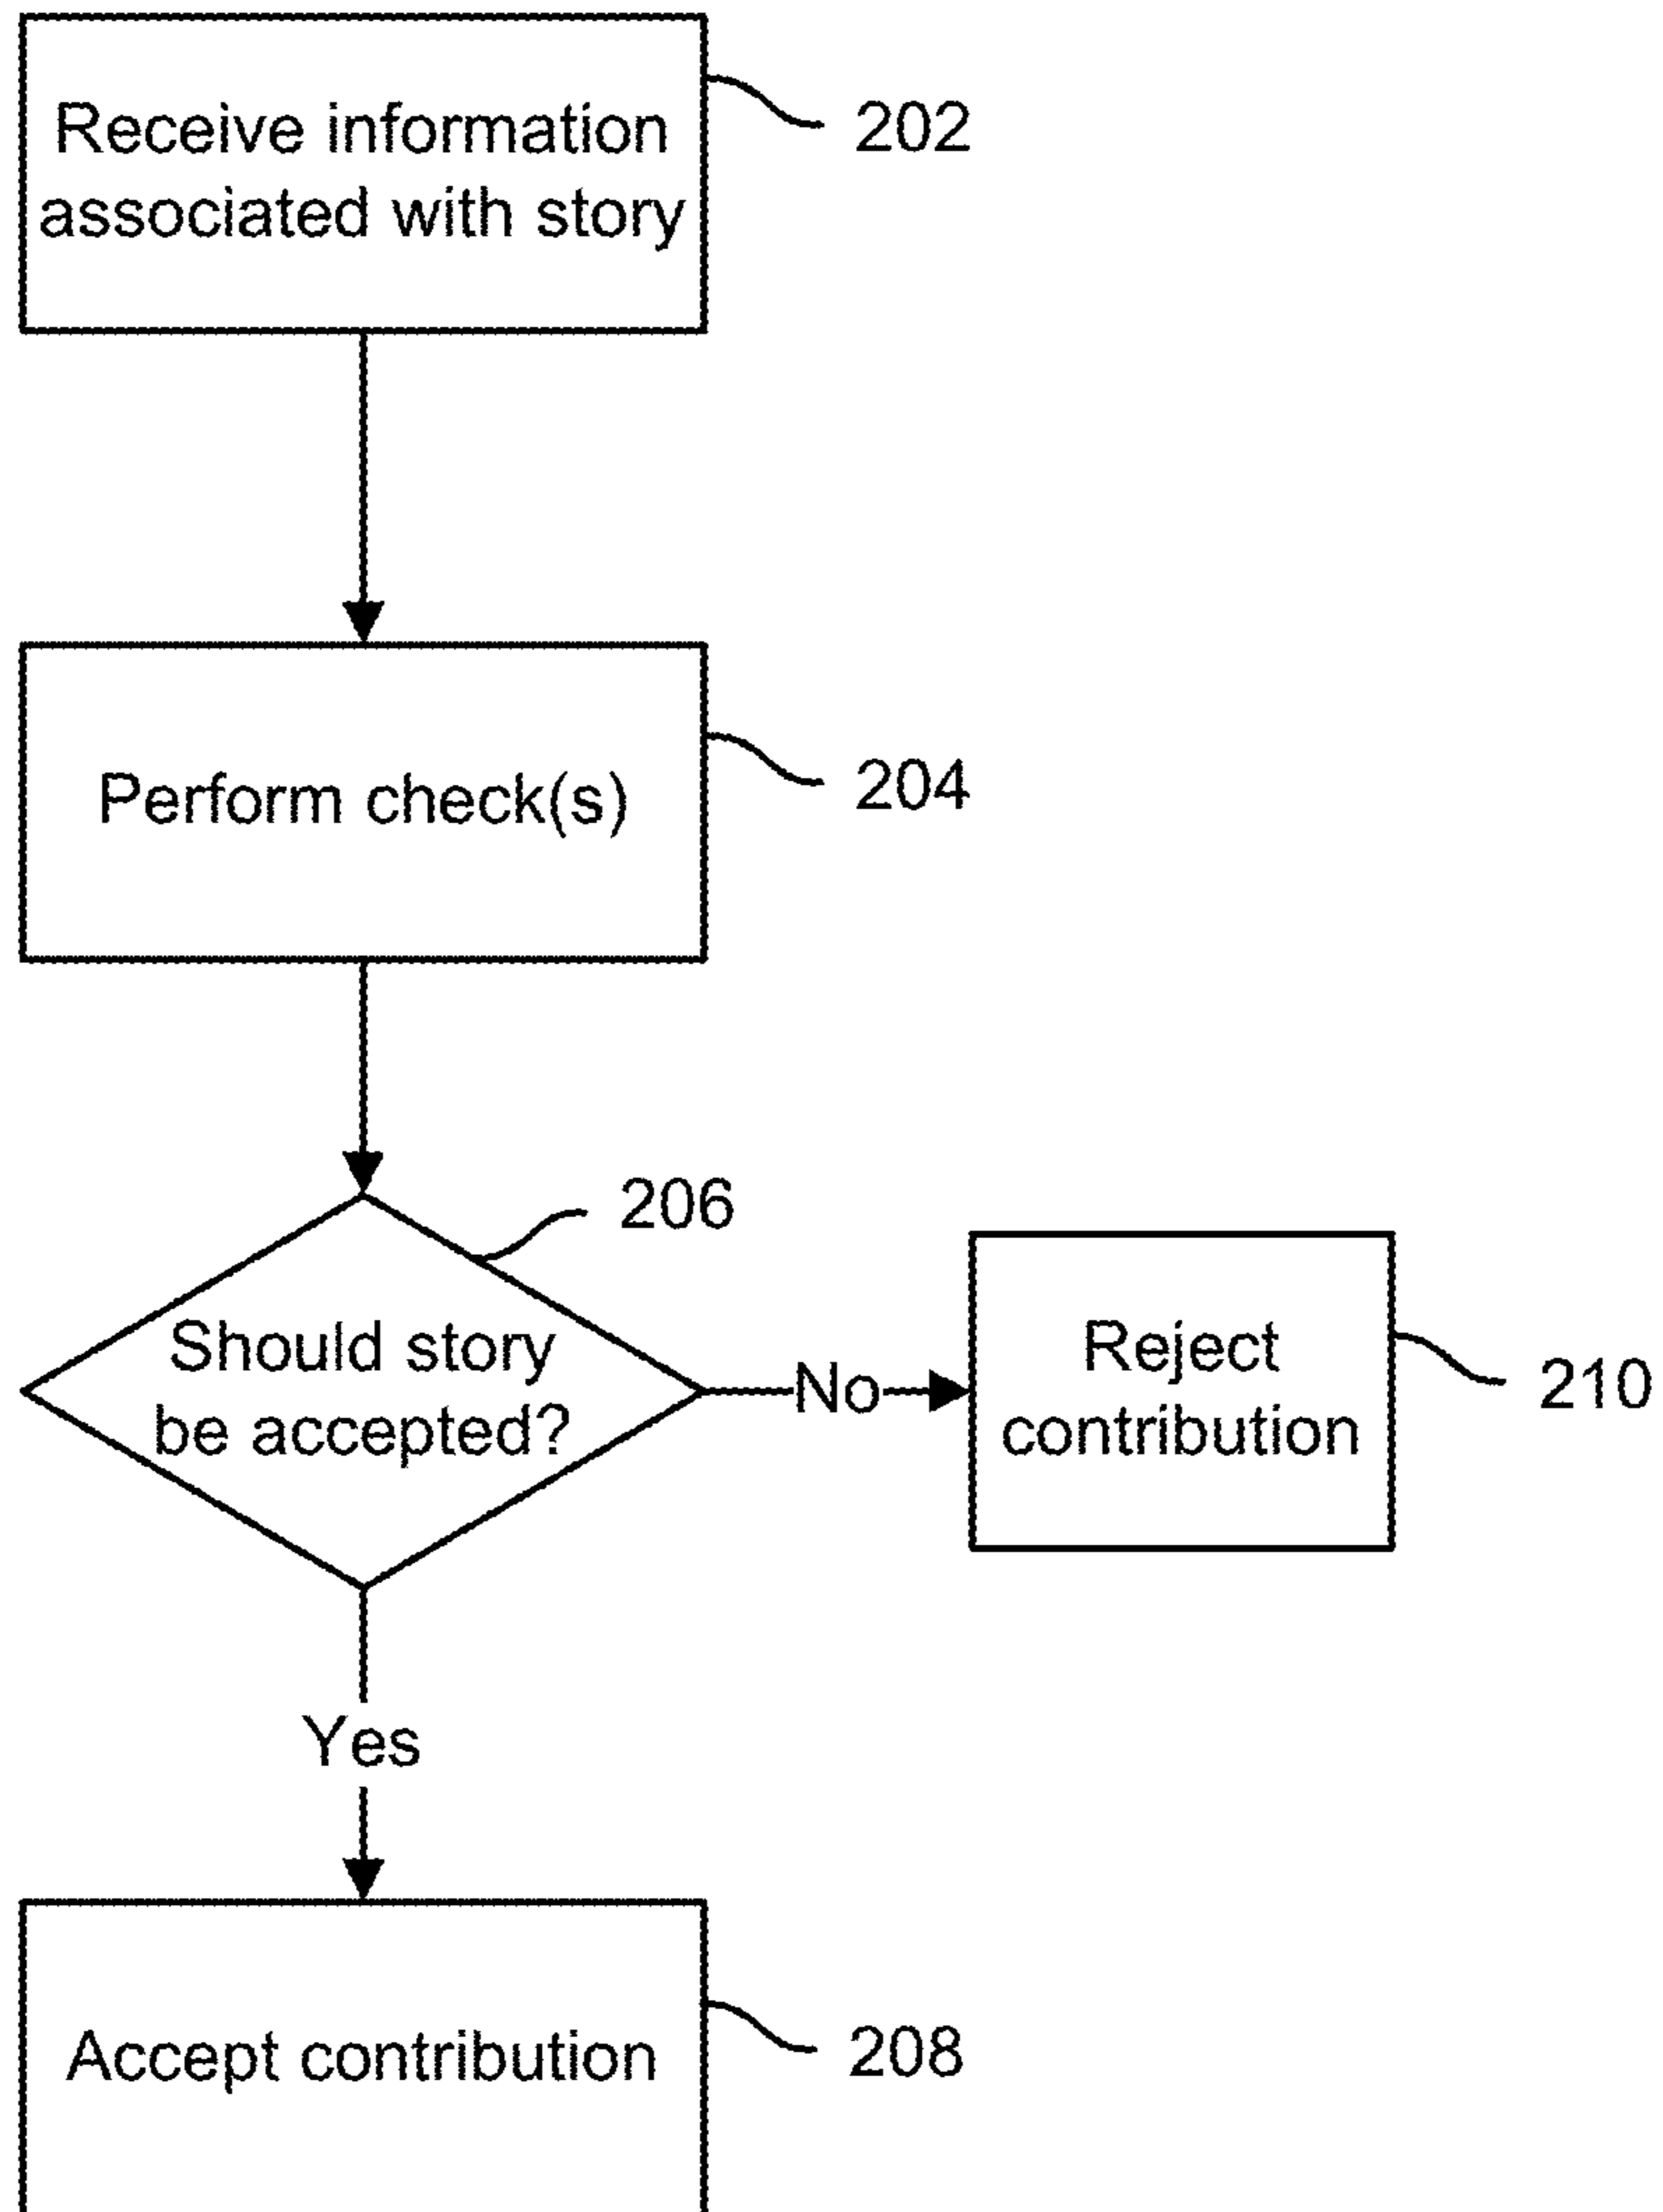 Receive information
associated with story
202
Perform check(s)
204
206
Should story
be accepted?
No
Reject
contribution
210
Yes
Accept contribution
208